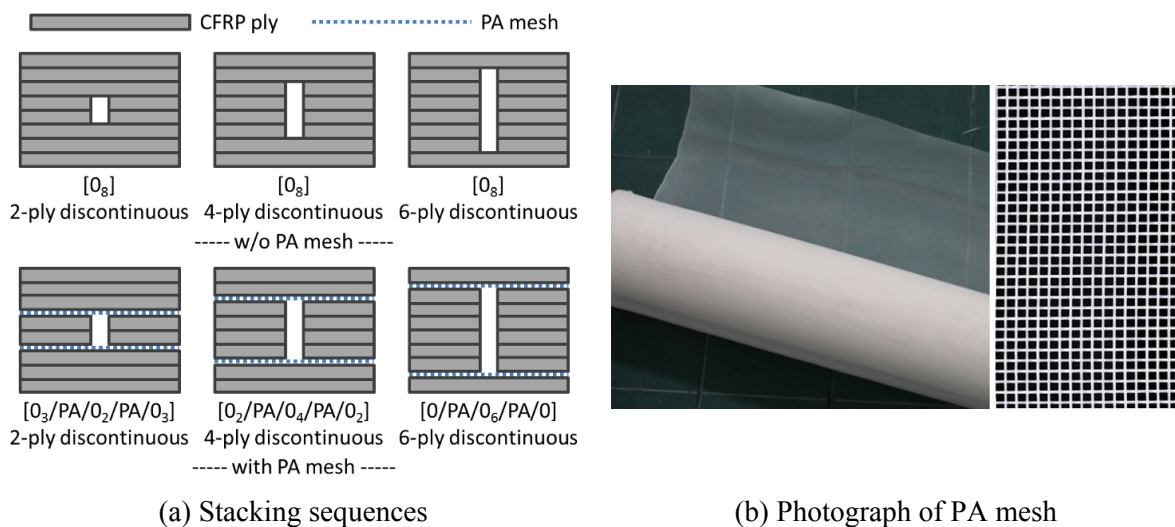 CFRP ply PA mesh
[0₈] [0₈] [0₈]
2-ply discontinuous 4-ply discontinuous 6-ply discontinuous
----- w/o PA mesh -----
[0₃/PA/0₂/PA/0₃] [0₂/PA/0₄/PA/0₂] [0/PA/0₆/PA/0]
2-ply discontinuous 4-ply discontinuous 6-ply discontinuous
----- with PA mesh -----
(a) Stacking sequences (b) Photograph of PA mesh